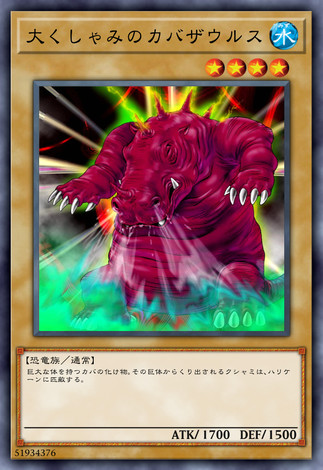 大くしゃみのカバザウルス
水
【恐竜族／通常】
巨大な体を持つカバの化け物。その巨体からくり出されるクシャミは、ハリ
ケーンに匹敵する。
ATK/1700 DEF/1500
51934376